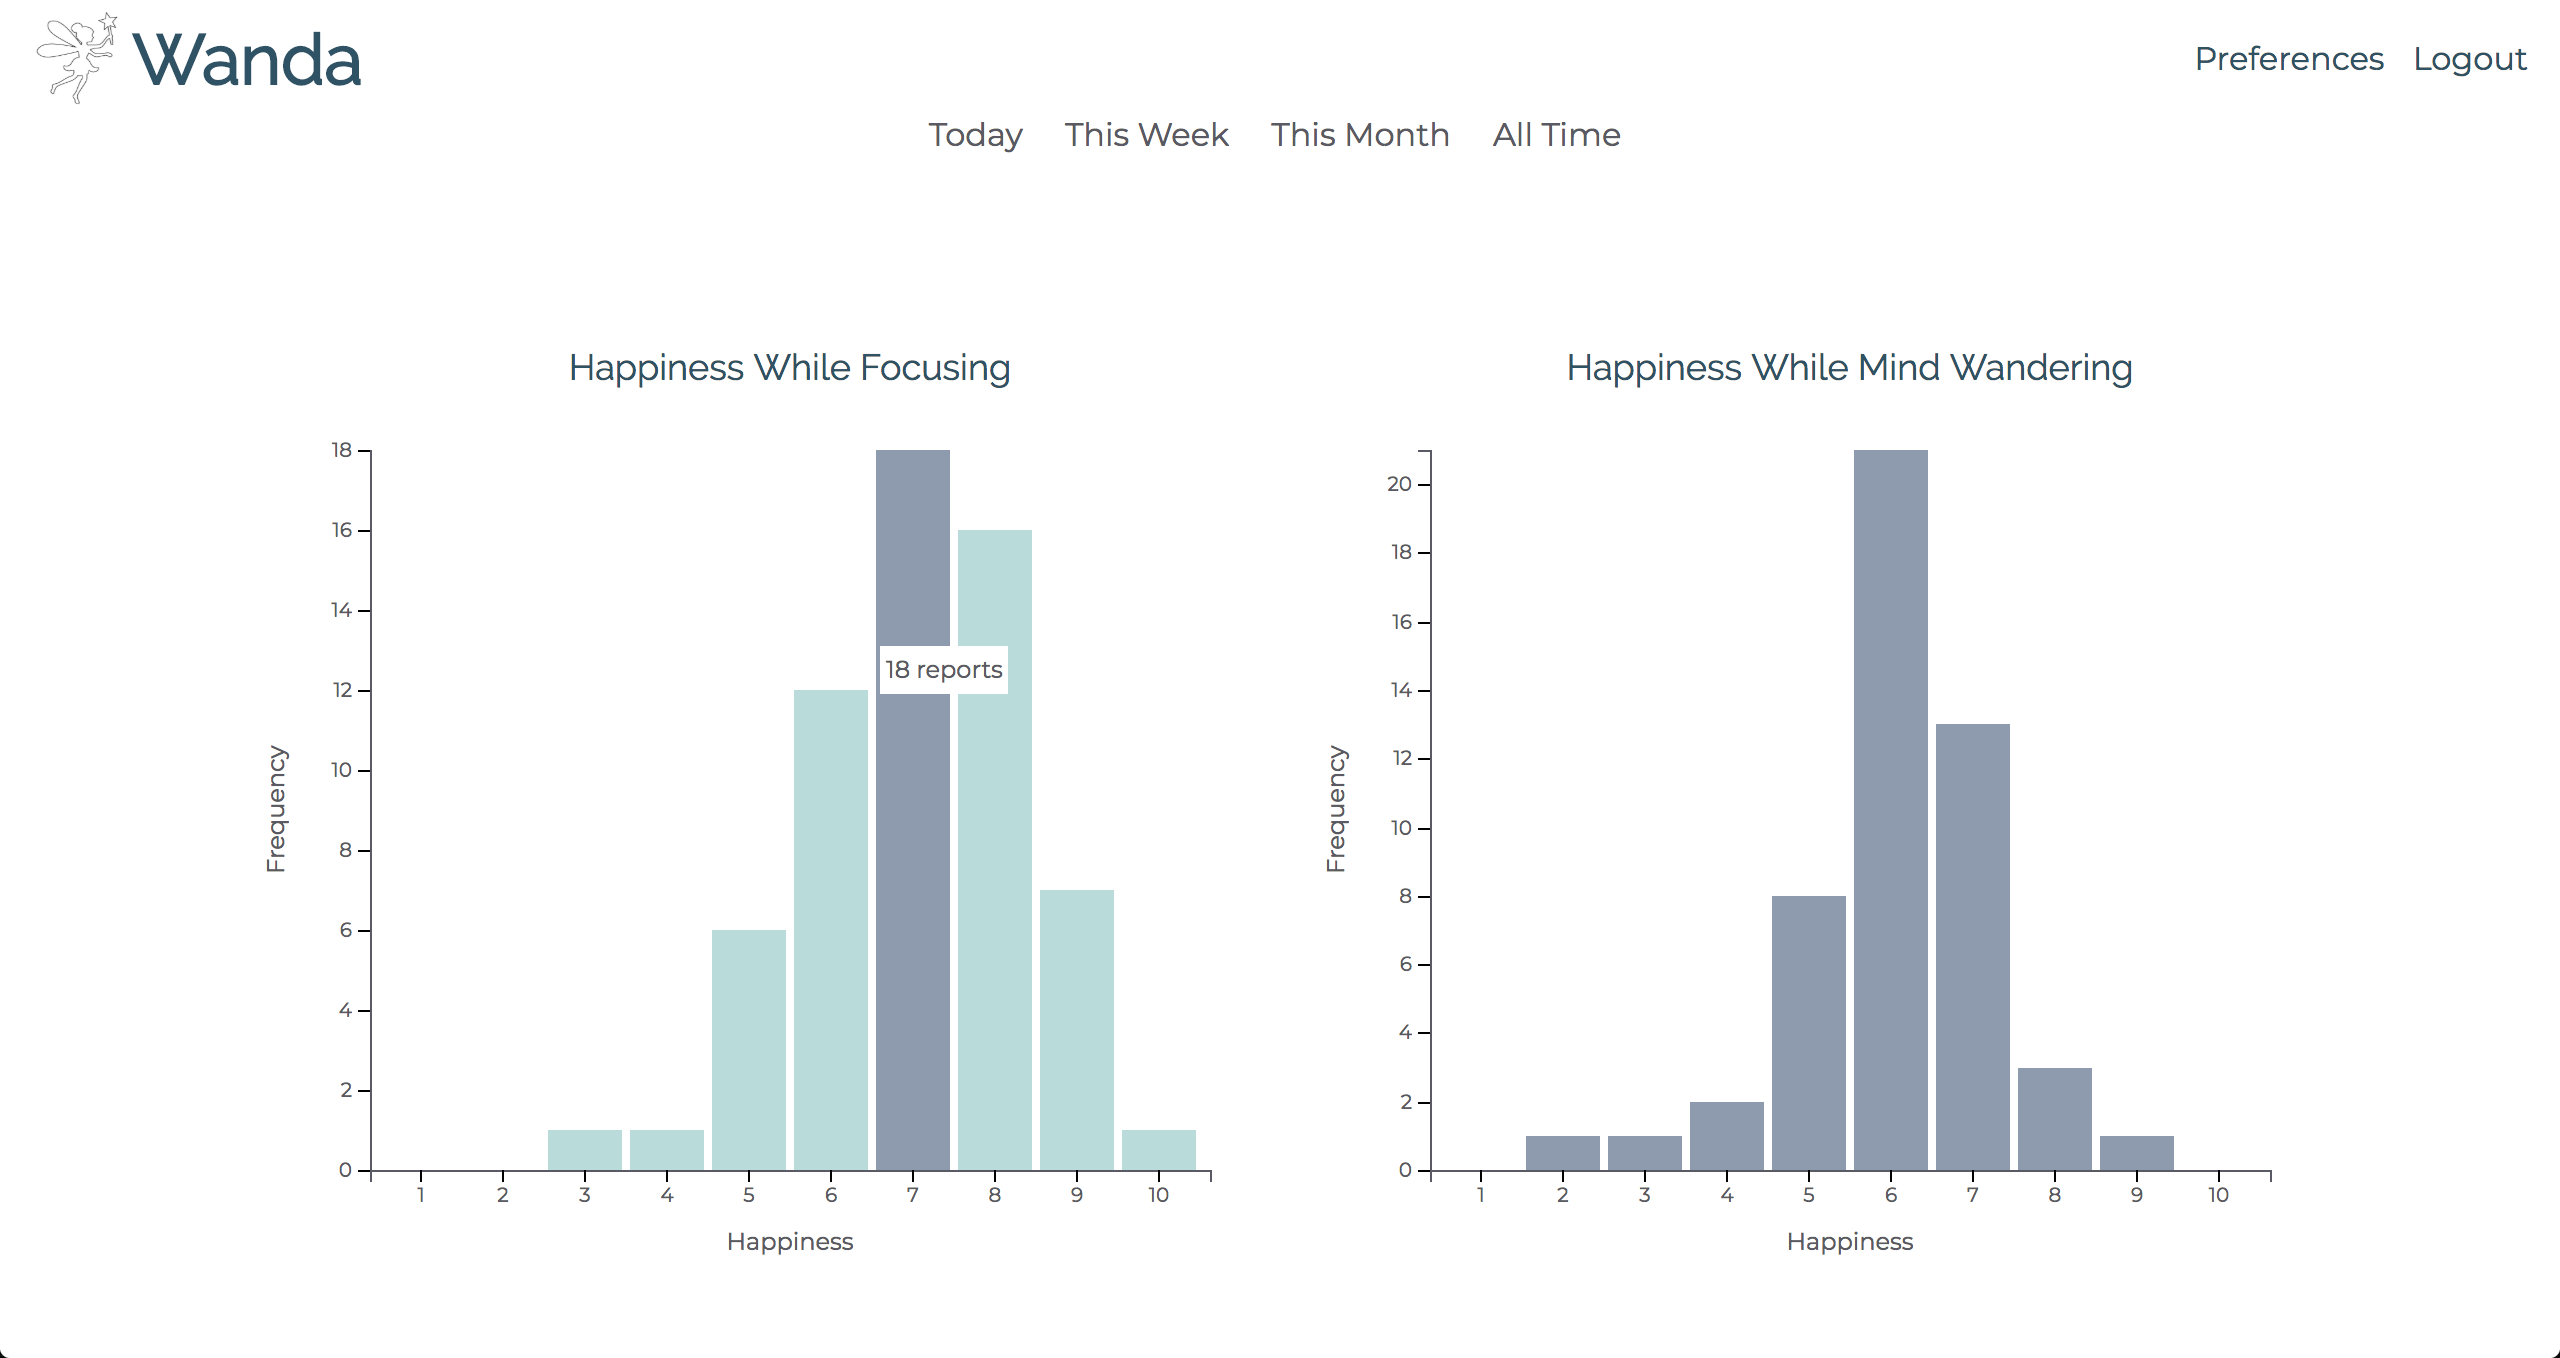 Wanda
Preferences Logout
Today This Week This Month All Time
Happiness While Focusing
18
16
14
12
10
8
6
4
2
0
Frequency
18 reports
1 2 3 4 5 6 7 8 9 10
Happiness
Happiness While Mind Wandering
20
18
16
14
12
10
8
6
4
2
0
Frequency
1 2 3 4 5 6 7 8 9 10
Happiness